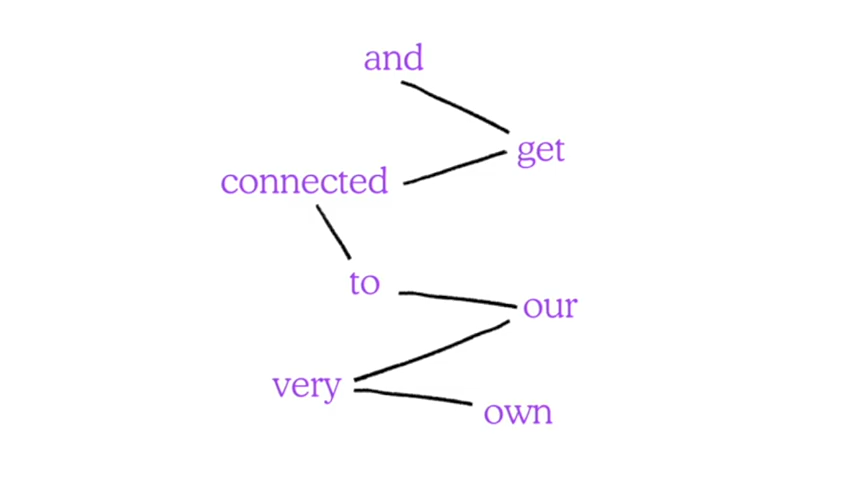 and
get
connected
to
our
very
own